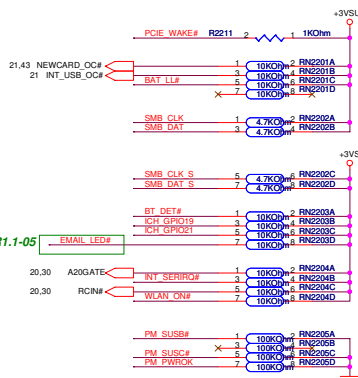 +3VSU
PCIE_WAKE# R2211 2 1 1KOhm
21,43 NEWCARD_OC# 1 10KOhm 2 RN2201A
21 INT_USB_OC# 3 10KOhm 4 RN2201B
BAT_LL# 5 10KOhm 6 RN2201C
7 10KOhm 8 RN2201D
SMB_CLK 1 4.7KOhm 2 RN2202A
SMB_DAT 3 4.7KOhm 4 RN2202B
+3VS
SMB_CLK_S 5 4.7KOhm 6 RN2202C
SMB_DAT_S 7 4.7KOhm 8 RN2202D
BT_DET# 1 10KOhm 2 RN2203A
ICH_GPIO19 3 10KOhm 4 RN2203B
ICH_GPIO21 5 10KOhm 6 RN2203C
1.1-05 EMAIL_LED# 7 10KOhm 8 RN2203D
20,30 A20GATE 1 10KOhm 2 RN2204A
INT_SERIRQ# 3 10KOhm 4 RN2204B
20,30 RCIN# 5 10KOhm 6 RN2204C
WLAN_ON# 7 10KOhm 8 RN2204D
PM_SUSB# 1 100KOhm 2 RN2205A
3 100KOhm 4 RN2205B
PM_SUSC# 5 100KOhm 6 RN2205C
PM_PWROK 7 100KOhm 8 RN2205D